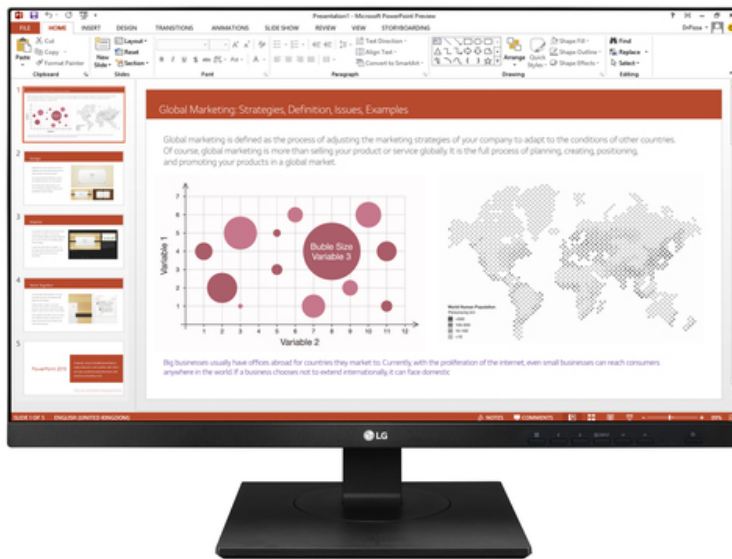 Presentation1 - Microsoft PowerPoint Preview
FILE HOME INSERT DESIGN TRANSITIONS ANIMATIONS SLIDE SHOW REVIEW VIEW STORYBOARDING
Paste
Cut
Copy
Format Painter
Clipboard
New Slide
Layout
Reset
Section
Slides
Font
Text Direction
Align Text
Convert to SmartArt
Paragraph
Arrange
Quick Styles
Shape Fill
Shape Outline
Shape Effects
Drawing
Find
Replace
Select
Editing
1
2
3
4
5
PowerPoint 2013
Global Marketing: Strategies, Definition, Issues, Examples
Global marketing is defined as the process of adjusting the marketing strategies of your company to adapt to the conditions of other countries.
Of course, global marketing is more than selling your product or service globally. It is the full process of planning, creating, positioning,
and promoting your products in a global market.
Variable 1
7
6
5
4
3
2
1
Buble Size
Variable 3
1 2 3 4 5 6 7 8 9 10 11 12
Variable 2
World Human Population
Big businesses usually have offices abroad for countries they market to. Currently, with the proliferation of the internet, even small businesses can reach consumers
anywhere in the world. If a business chooses not to extend internationally, it can face domestic
SLIDE 1 OF 5 ENGLISH (UNITED KINGDOM) NOTES COMMENTS 89%
LG